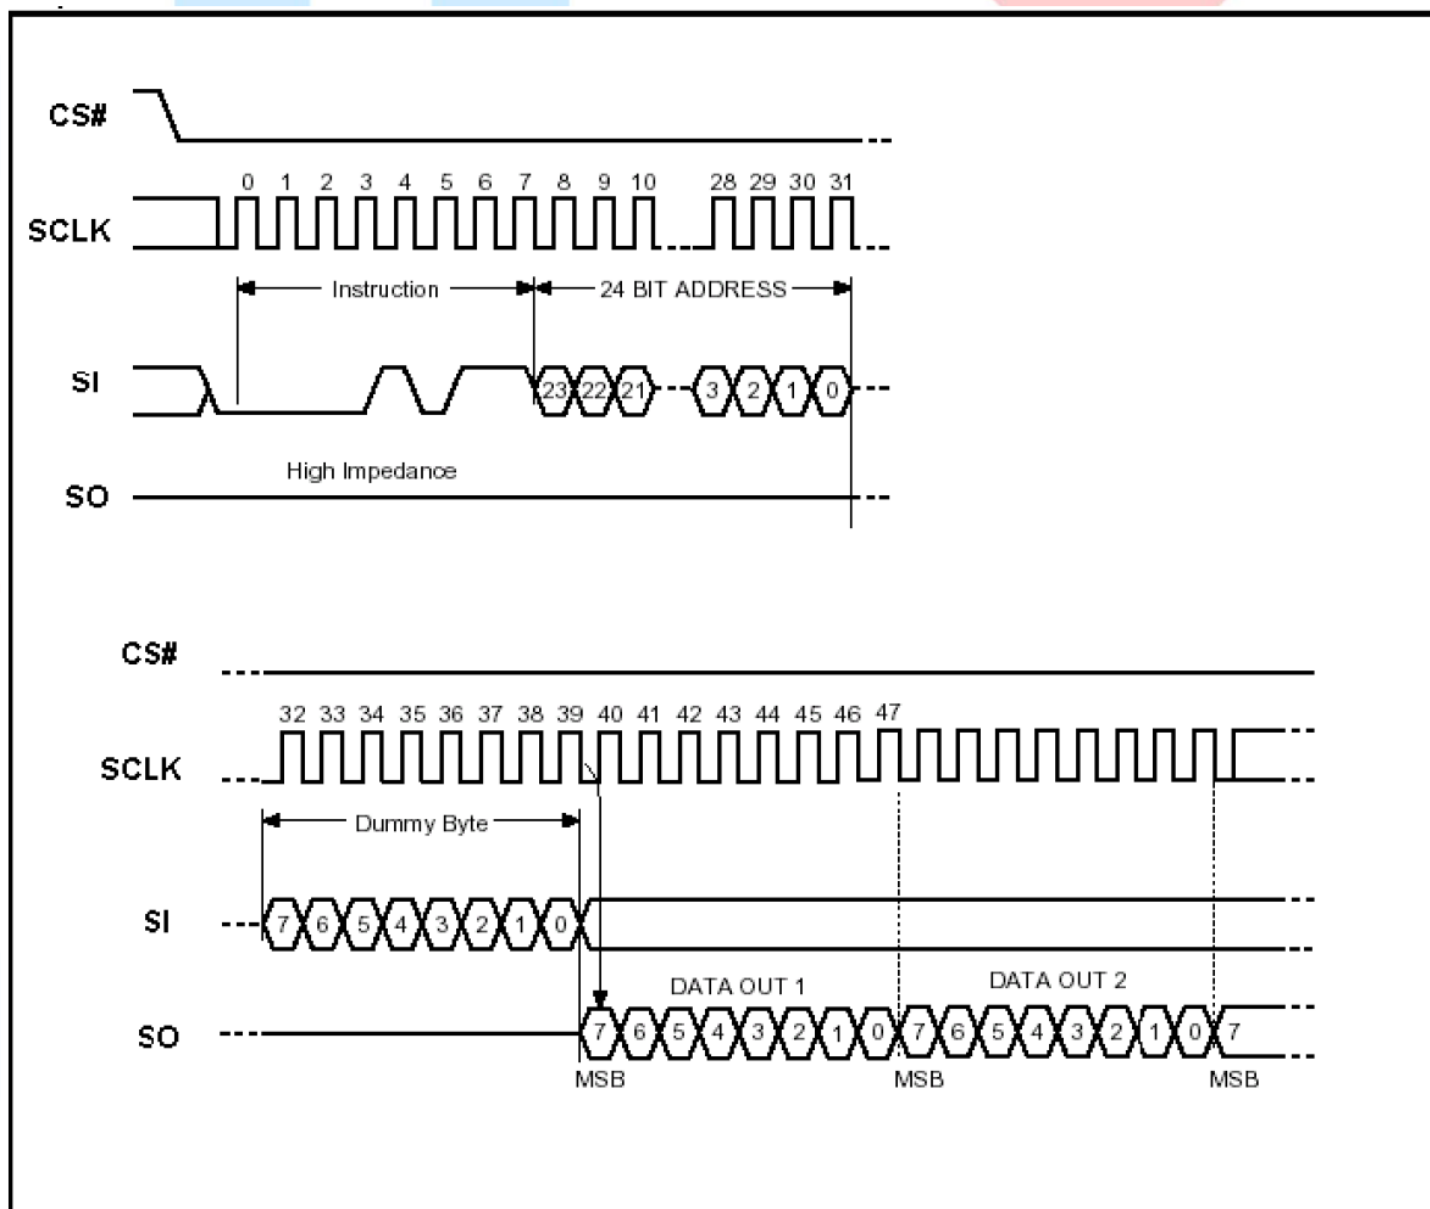 CS#
0 1 2 3 4 5 6 7 8 9 10 28 29 30 31
SCLK
Instruction 24 BIT ADDRESS
SI 23 22 21 3 2 1 0
High Impedance
SO
CS#
32 33 34 35 36 37 38 39 40 41 42 43 44 45 46 47
SCLK
Dummy Byte
SI 7 6 5 4 3 2 1 0
DATA OUT 1 DATA OUT 2
SO 7 6 5 4 3 2 1 0 7 6 5 4 3 2 1 0 7
MSB MSB MSB